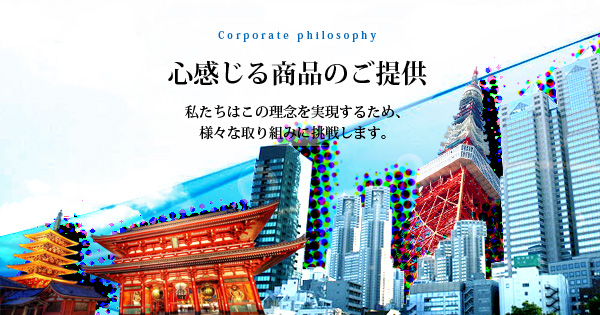 Corporate philosophy
心感じる商品のご提供
私たちはこの理念を実現するため、
様々な取り組みに挑戦します。